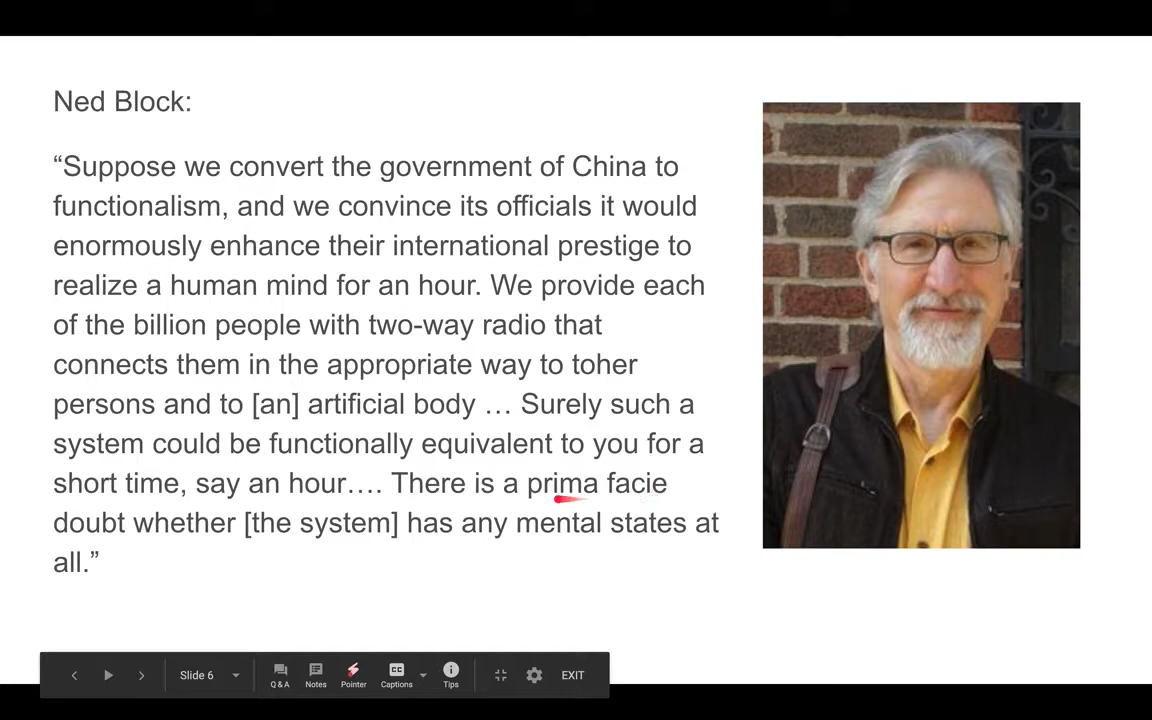 Ned Block:
“Suppose we convert the government of China to
functionalism, and we convince its officials it would
enormously enhance their international prestige to
realize a human mind for an hour. We provide each
of the billion people with two-way radio that
connects them in the appropriate way to toher
persons and to [an] artificial body … Surely such a
system could be functionally equivalent to you for a
short time, say an hour…. There is a prima facie
doubt whether [the system] has any mental states at
all.”
Slide 6
Q & A
Notes
Pointer
CC
Captions
Tips
EXIT